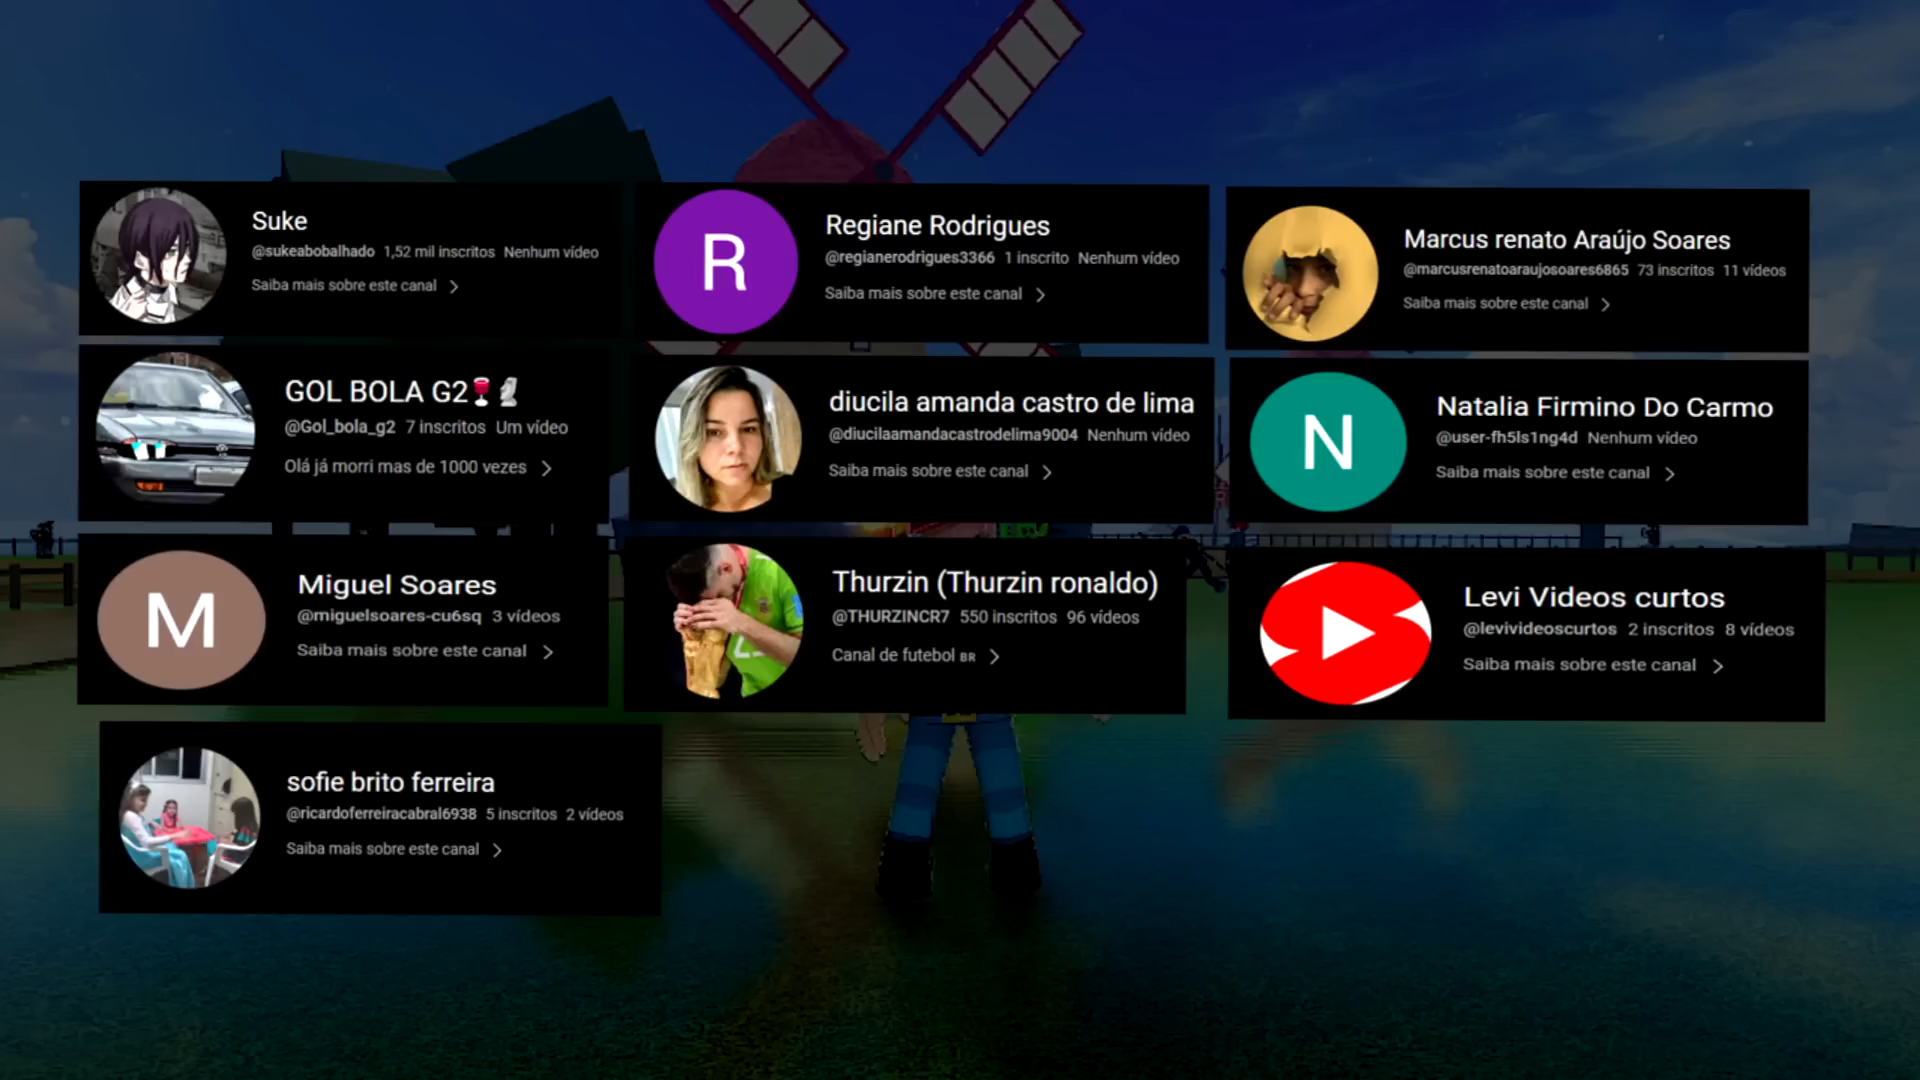 Suke
@sukeabobalhado 1,52 mil inscritos Nenhum vídeo
Saiba mais sobre este canal
R
Regiane Rodrigues
@regianerodrigues3366 1 inscrito Nenhum vídeo
Saiba mais sobre este canal
Marcus renato Araújo Soares
@marcusrenatoaraujosoares6865 73 inscritos 11 vídeos
Saiba mais sobre este canal
GOL BOLA G2🍷🗿
@Gol_bola_g2 7 inscritos Um vídeo
Olá já morri mas de 1000 vezes
diucila amanda castro de lima
@diucilaamandacastrodelima9004 Nenhum vídeo
Saiba mais sobre este canal
N
Natalia Firmino Do Carmo
@user-fh5ls1ng4d Nenhum vídeo
Saiba mais sobre este canal
M
Miguel Soares
@miguelsoares-cu6sq 3 vídeos
Saiba mais sobre este canal
Thurzin (Thurzin ronaldo)
@THURZINCR7 550 inscritos 96 vídeos
Canal de futebol BR
Levi Videos curtos
@levivideoscurtos 2 inscritos 8 vídeos
Saiba mais sobre este canal
sofie brito ferreira
@ricardoferreiracabral6938 5 inscritos 2 vídeos
Saiba mais sobre este canal